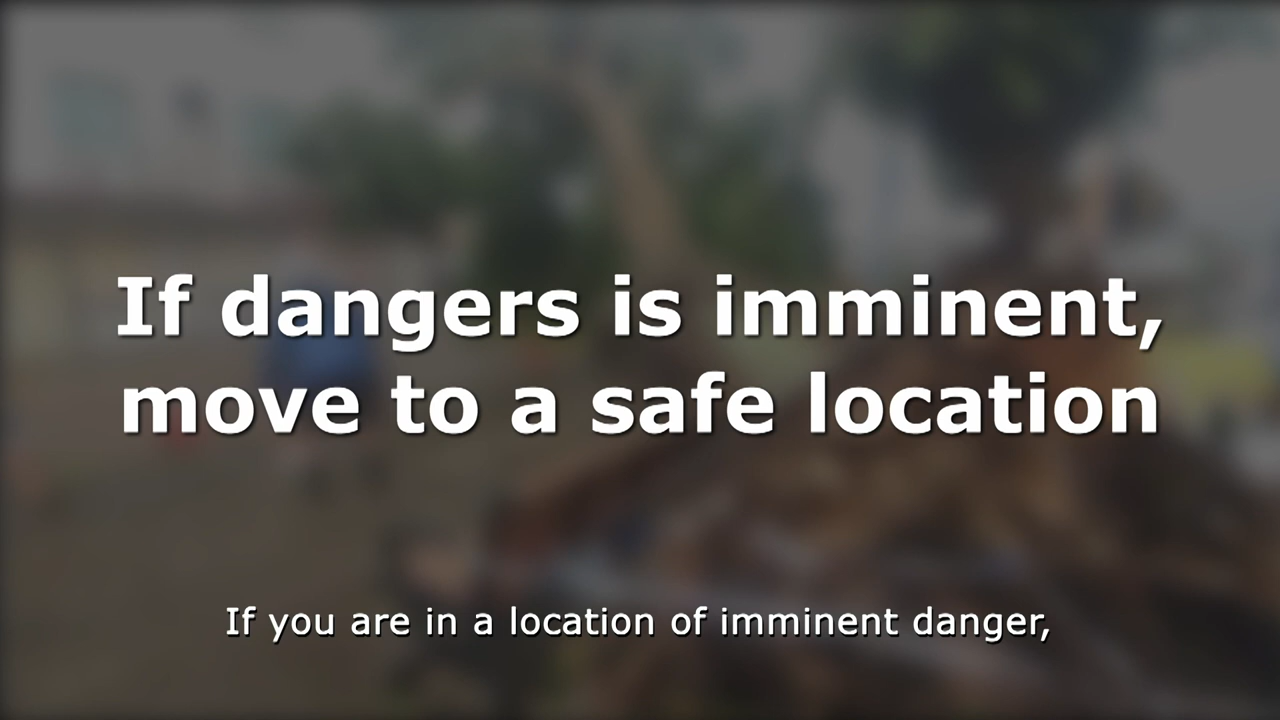 If dangers is imminent,
move to a safe location
If you are in a location of imminent danger,